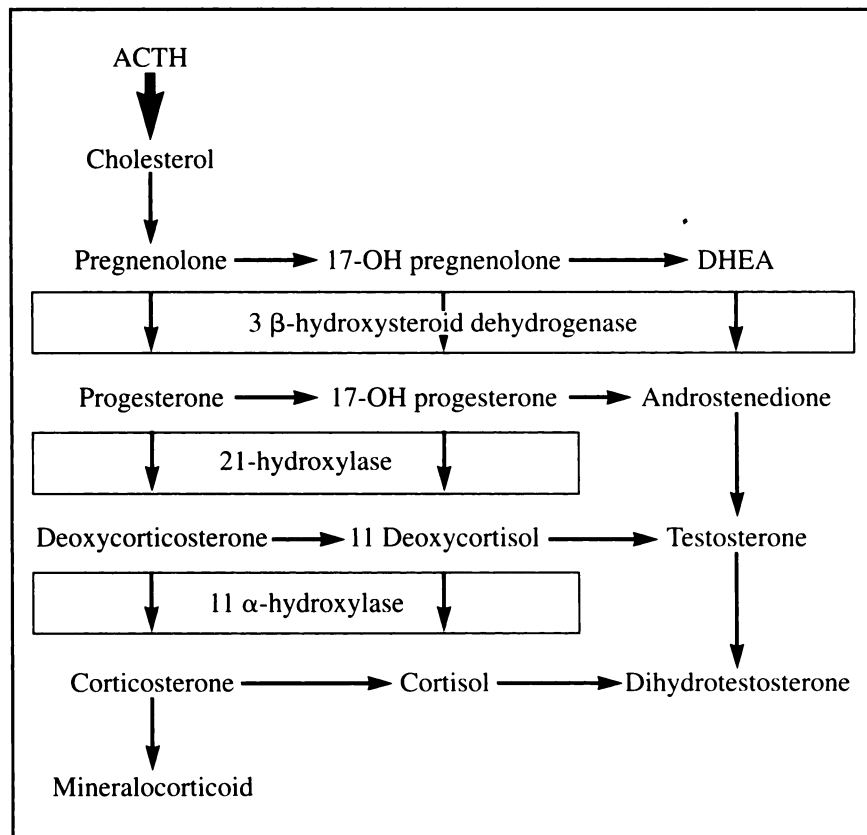 ACTH
Cholesterol
Pregnenolone 17-OH pregnenolone DHEA
3 β-hydroxysteroid dehydrogenase
Progesterone 17-OH progesterone Androstenedione
21-hydroxylase
Deoxycorticosterone 11 Deoxycortisol Testosterone
11 α-hydroxylase
Corticosterone Cortisol Dihydrotestosterone
Mineralocorticoid